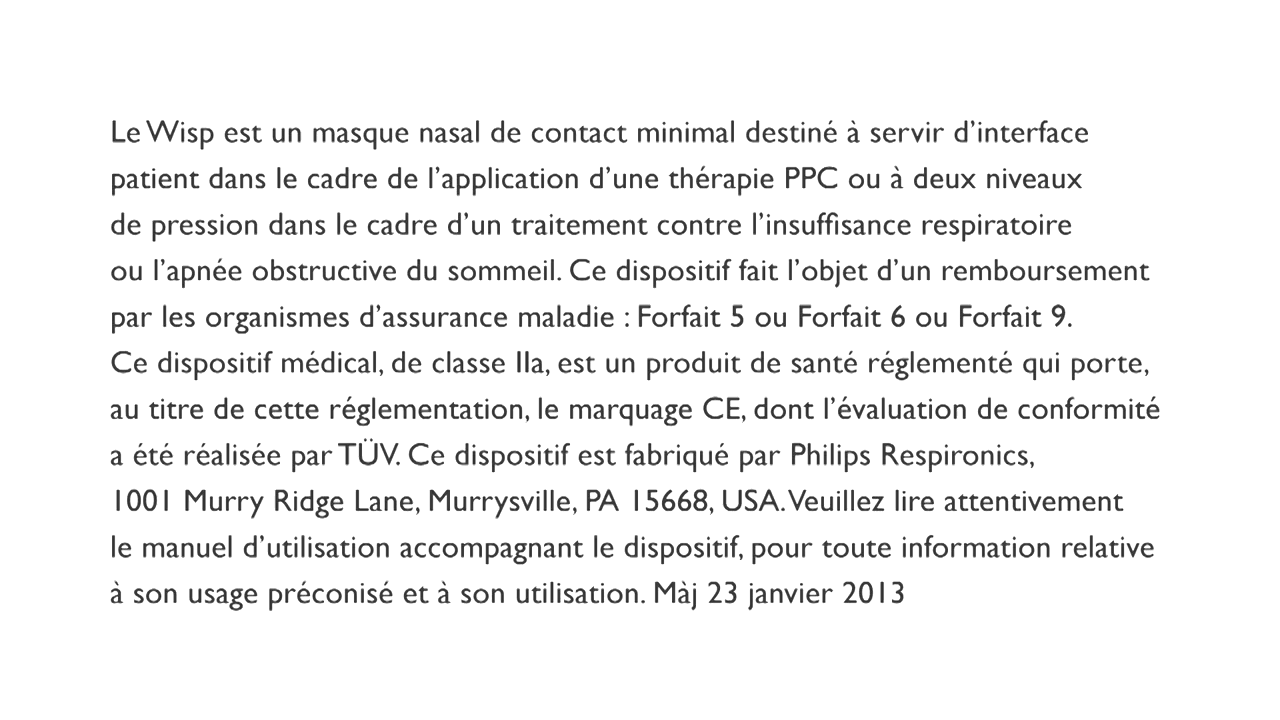 Le Wisp est un masque nasal de contact minimal destiné à servir d’interface
patient dans le cadre de l’application d’une thérapie PPC ou à deux niveaux
de pression dans le cadre d’un traitement contre l’insuffisance respiratoire
ou l’apnée obstructive du sommeil. Ce dispositif fait l’objet d’un remboursement
par les organismes d’assurance maladie : Forfait 5 ou Forfait 6 ou Forfait 9.
Ce dispositif médical, de classe IIa, est un produit de santé réglementé qui porte,
au titre de cette réglementation, le marquage CE, dont l’évaluation de conformité
a été réalisée par TÜV. Ce dispositif est fabriqué par Philips Respironics,
1001 Murry Ridge Lane, Murrysville, PA 15668, USA. Veuillez lire attentivement
le manuel d’utilisation accompagnant le dispositif, pour toute information relative
à son usage préconisé et à son utilisation. Màj 23 janvier 2013